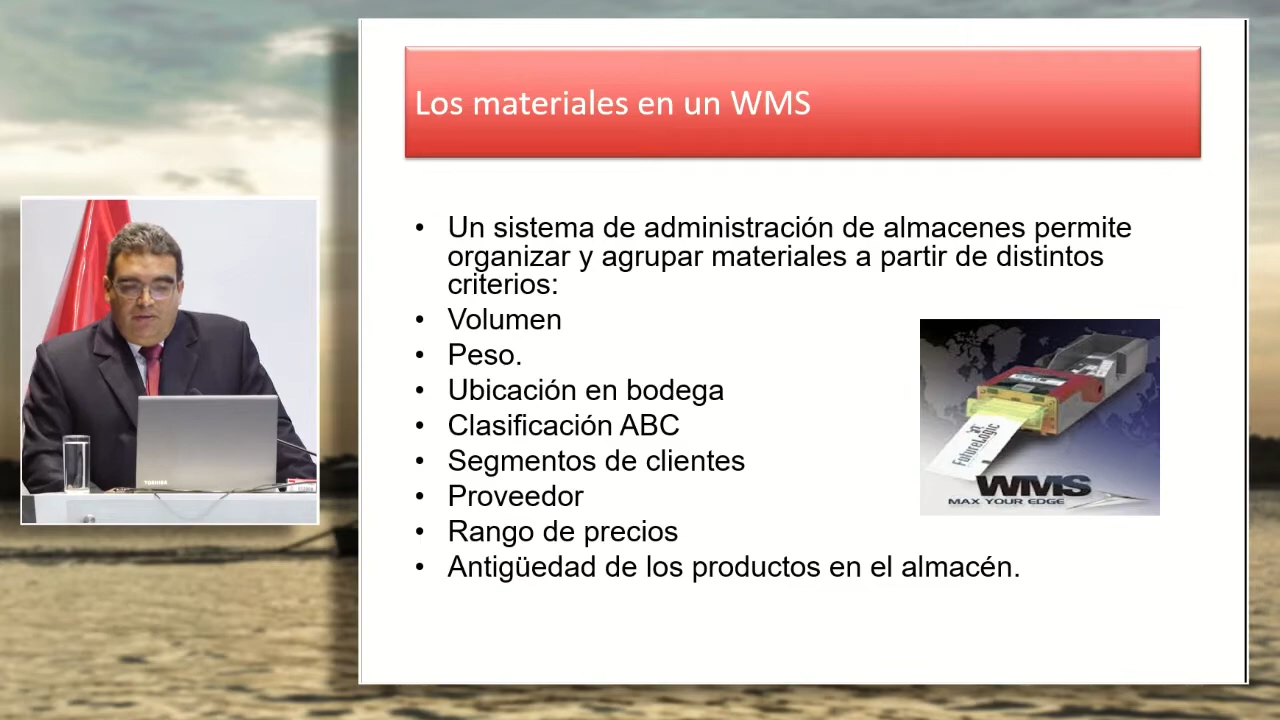 Los materiales en un WMS
• Un sistema de administración de almacenes permite
organizar y agrupar materiales a partir de distintos
criterios:
• Volumen
• Peso.
• Ubicación en bodega
• Clasificación ABC
• Segmentos de clientes
• Proveedor
• Rango de precios
• Antigüedad de los productos en el almacén.
FutureLogic
WMS
MAX YOUR EDGE
TOSHIBA